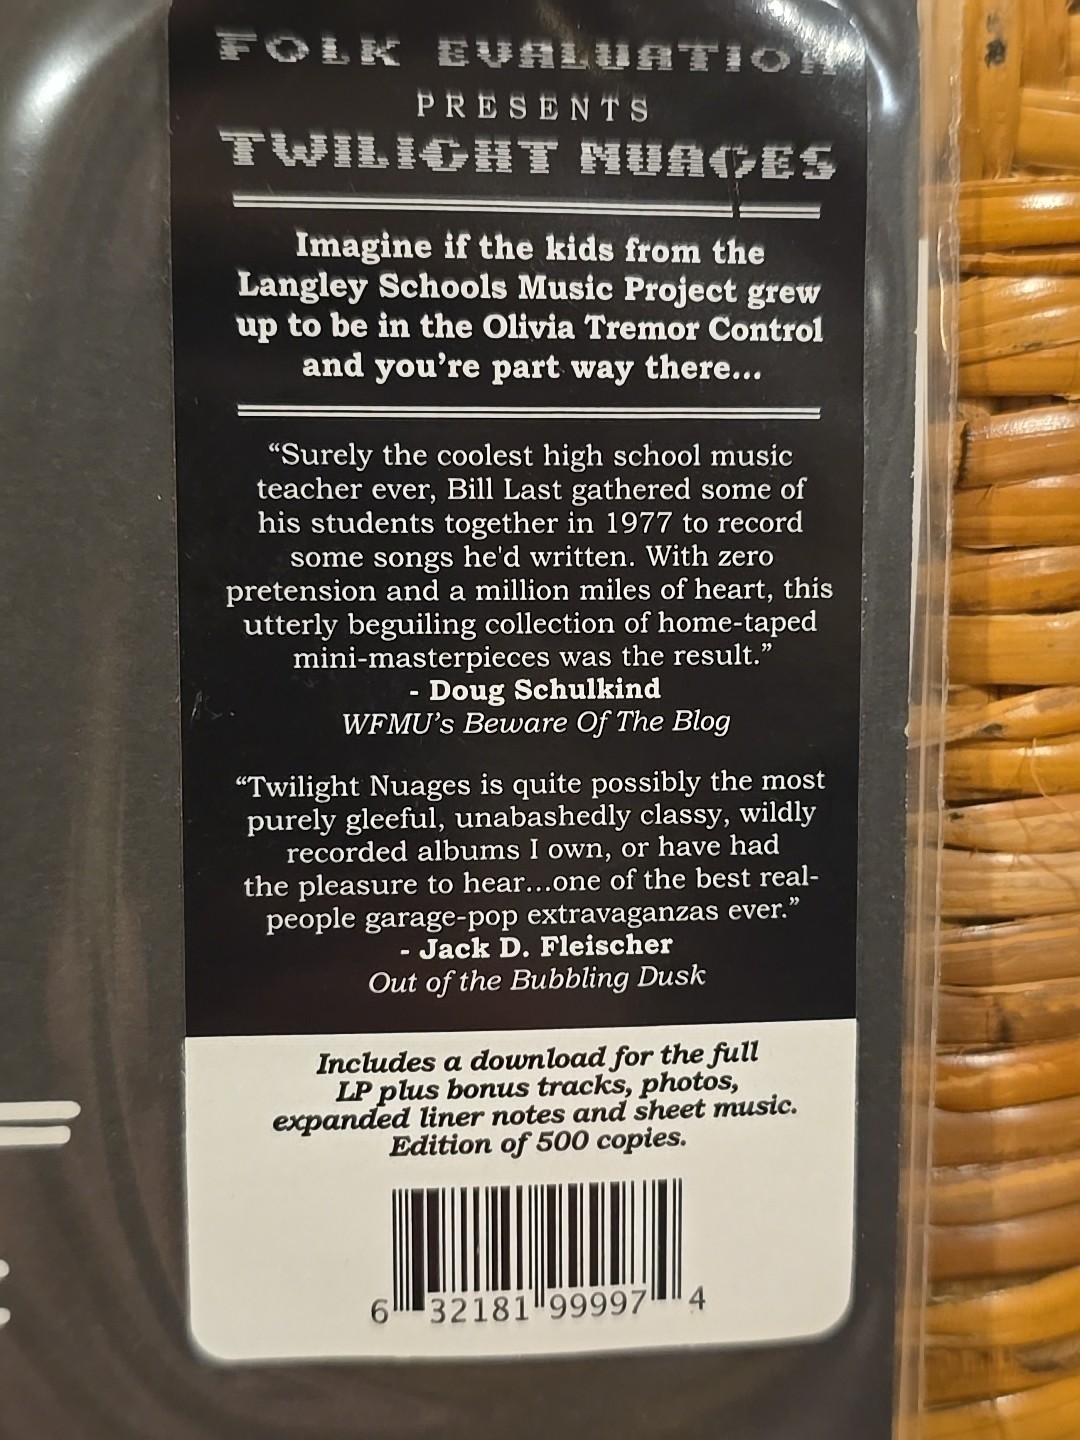 FOLK EVALUATION
PRESENTS
TWILIGHT NUAGES
Imagine if the kids from the
Langley Schools Music Project grew
up to be in the Olivia Tremor Control
and you're part way there...
“Surely the coolest high school music
teacher ever, Bill Last gathered some of
his students together in 1977 to record
some songs he'd written. With zero
pretension and a million miles of heart, this
utterly beguiling collection of home-taped
mini-masterpieces was the result.”
- Doug Schulkind
WFMU's Beware Of The Blog
“Twilight Nuages is quite possibly the most
purely gleeful, unabashedly classy, wildly
recorded albums I own, or have had
the pleasure to hear...one of the best real-
people garage-pop extravaganzas ever.”
- Jack D. Fleischer
Out of the Bubbling Dusk
Includes a download for the full
LP plus bonus tracks, photos,
expanded liner notes and sheet music.
Edition of 500 copies.
6 32181 99997 4